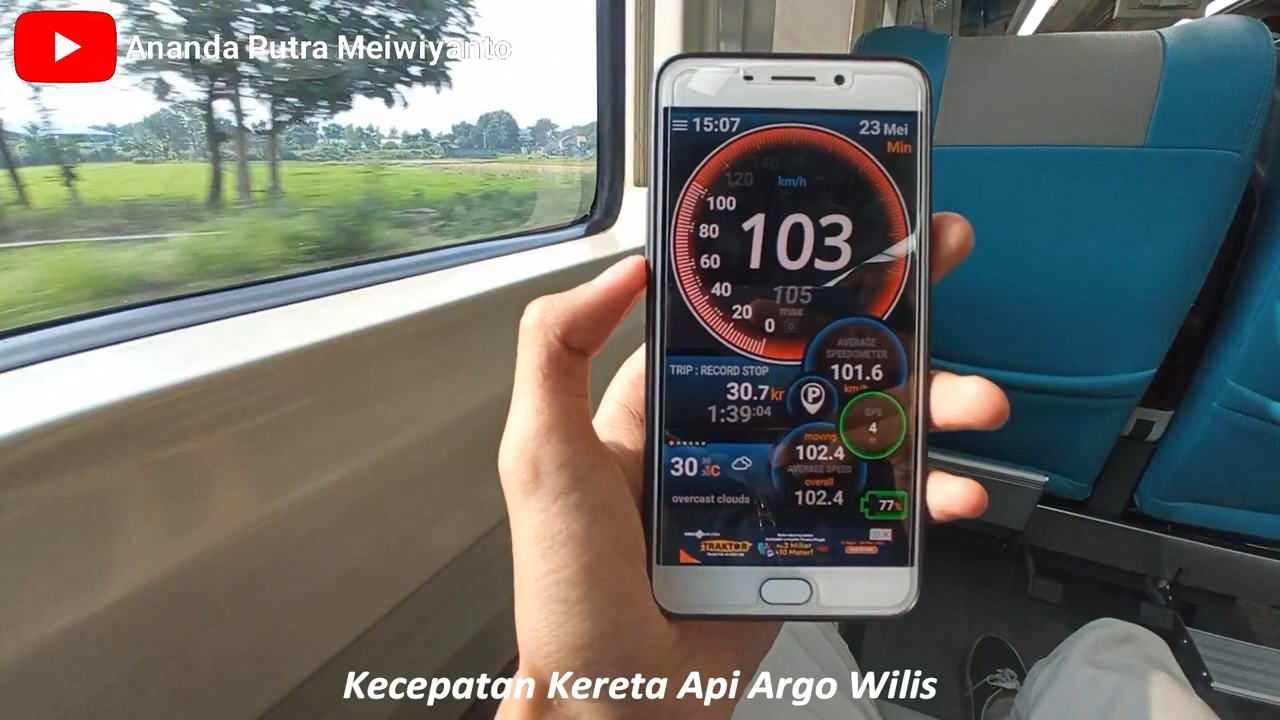 Ananda Putra Meiwiyanto
15:07
23 Mei
Min
140
120
km/h
100
80
103
60
40
105
20
max
0
AVERAGE
SPEEDOMETER
101.6
km/h
TRIP : RECORD STOP
30.7
P
1:39:04
GPS
4
m
moving
102.4
30
°C
AVERAGE SPEED
overall
overcast clouds
102.4
77%
TRAKTOR
Kecepatan Kereta Api Argo Wilis